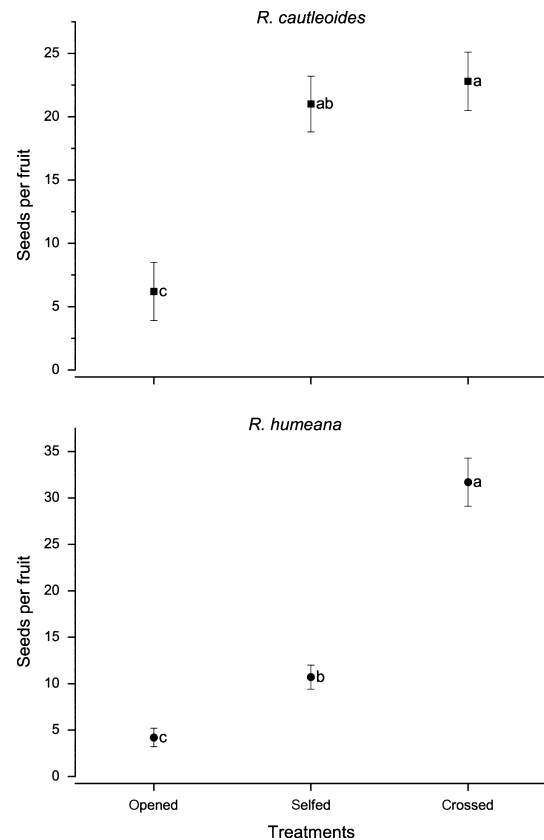 R. cautleoides
Seeds per fruit
25
20
15
10
5
0
c
ab
a
R. humeana
Seeds per fruit
35
30
25
20
15
10
5
0
c
b
a
Opened Selfed Crossed
Treatments